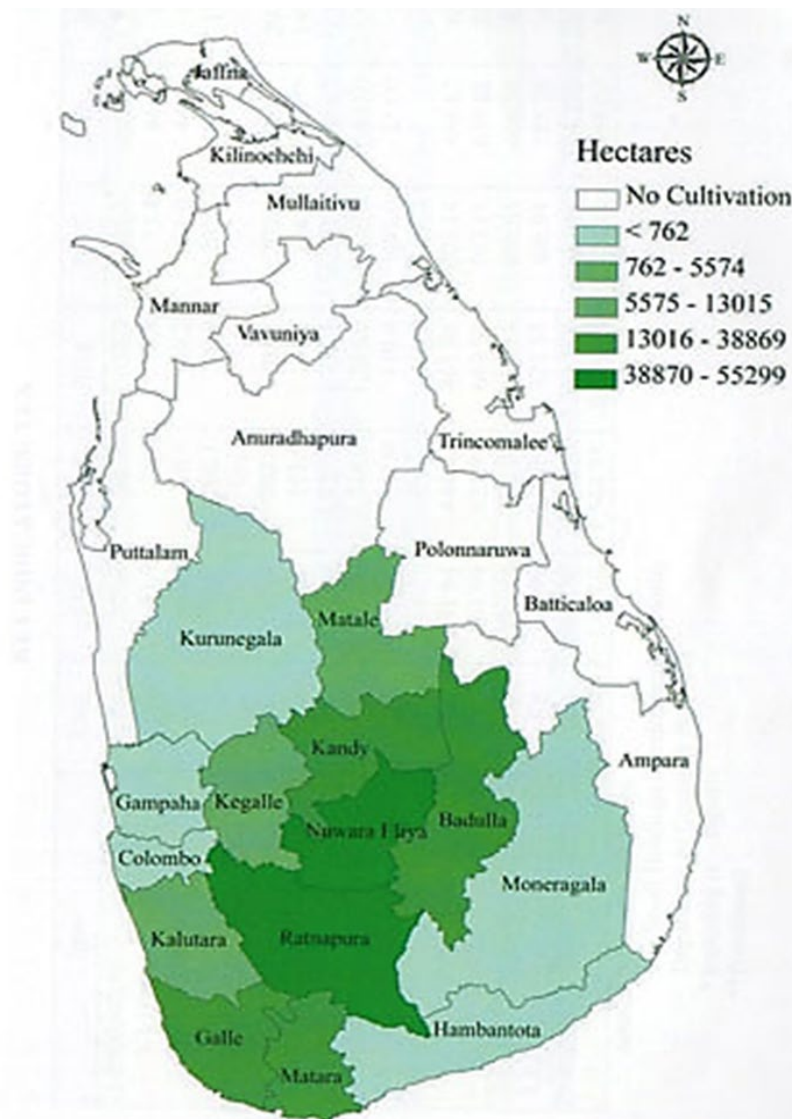 N
W E
S
Jaffna
Kilinochchi
Mullaitivu
Hectares
No Cultivation
< 762
762 - 5574
5575 - 13015
13016 - 38869
38870 - 55299
Mannar
Vavuniya
Anuradhapura
Trincomalee
Puttalam
Polonnaruwa
Batticaloa
Matale
Kurunegala
Kandy
Ampara
Gampaha
Kegalle
Nuwara Eliya
Badulla
Colombo
Moneragala
Kalutara
Ratnapura
Galle
Hambantota
Matara